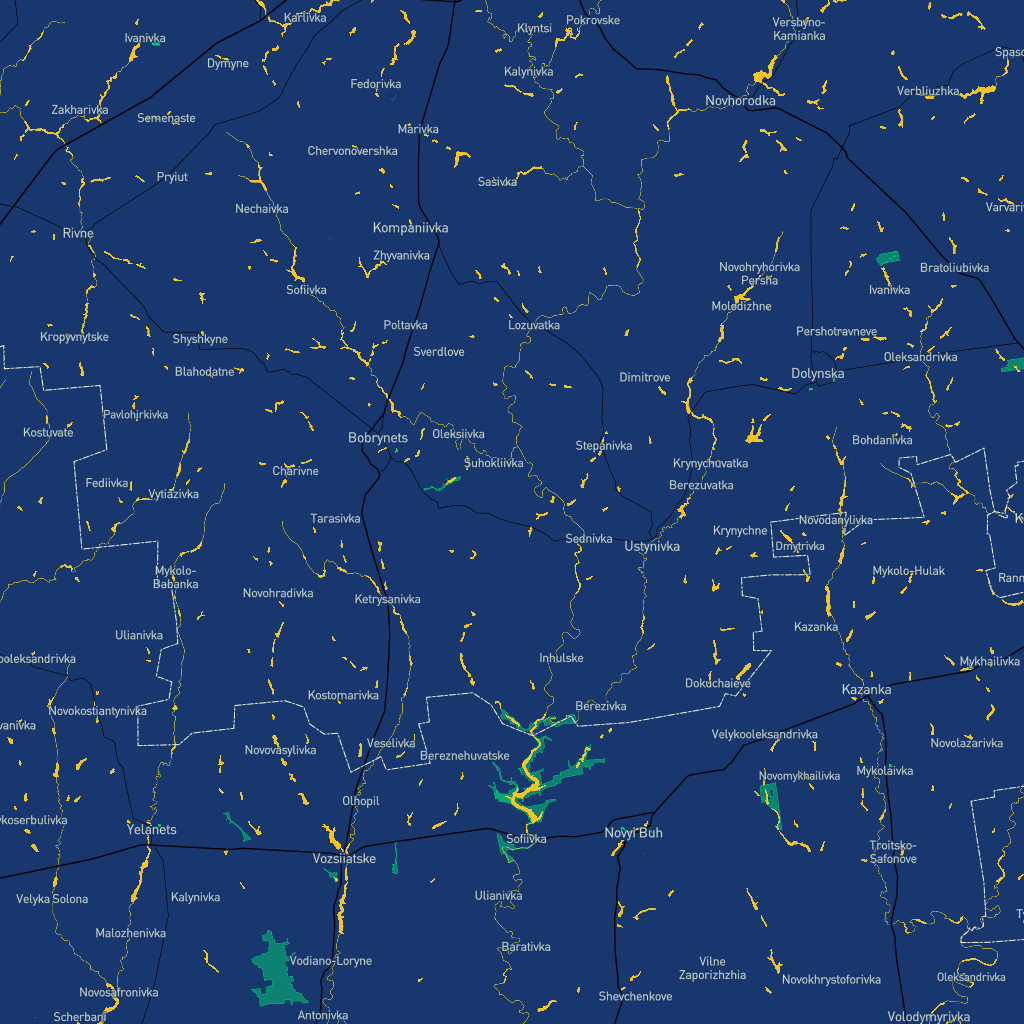 Karlivka
Klyntsi
Pokrovske
Vershyno-
Kamianka
Ivanivka
Dymyne
Fedorivka
Kalynivka
Spaso
Verbliuzhka
Novhorodka
Zakharivka
Semenaste
Marivka
Chervonovershka
Pryiut
Sasivka
Nechaivka
Varvari
Rivne
Kompaniivka
Zhyvanivka
Novohryhorivka
Persha
Bratoliubivka
Sofiivka
Ivanivka
Molodizhne
Kropyvnytske
Shyshkyne
Poltavka
Lozuvatka
Pershotravneve
Sverdlove
Oleksandrivka
Blahodatne
Dimitrove
Dolynska
Pavlohirkivka
Kostuvate
Bobrynets
Oleksiivka
Stepanivka
Bohdanivka
Suhokliivka
Krynychuvatka
Charivne
Fediivka
Vytiazivka
Berezuvatka
Tarasivka
Novodanylivka
K
Krynychne
Sednivka
Ustynivka
Dmytrivka
Mykolo-
Babanka
Mykolo-Hulak
Rann
Novohradivka
Ketrysanivka
Ulianivka
Kazanka
ooleksandrivka
Inhulske
Mykhailivka
Kostomarivka
Dokuchaieve
Kazanka
Novokostiantynivka
Berezivka
vanivka
Velykooleksandrivka
Novovasylivka
Veselivka
Bereznehuvatske
Novolazarivka
Novomykhailivka
Mykolaivka
Olhopil
ykoserbulivka
Yelanets
Sofiivka
Novyi Buh
Vozsiiatske
Troitsko-
Safonove
Velyka Solona
Kalynivka
Ulianivka
Malozhenivka
Barativka
Vodiano-Loryne
Vilne
Zaporizhzhia
Novokhrystoforivka
Oleksandrivka
Novosafronivka
Shevchenkove
Scherbani
Antonivka
Volodymyrivka